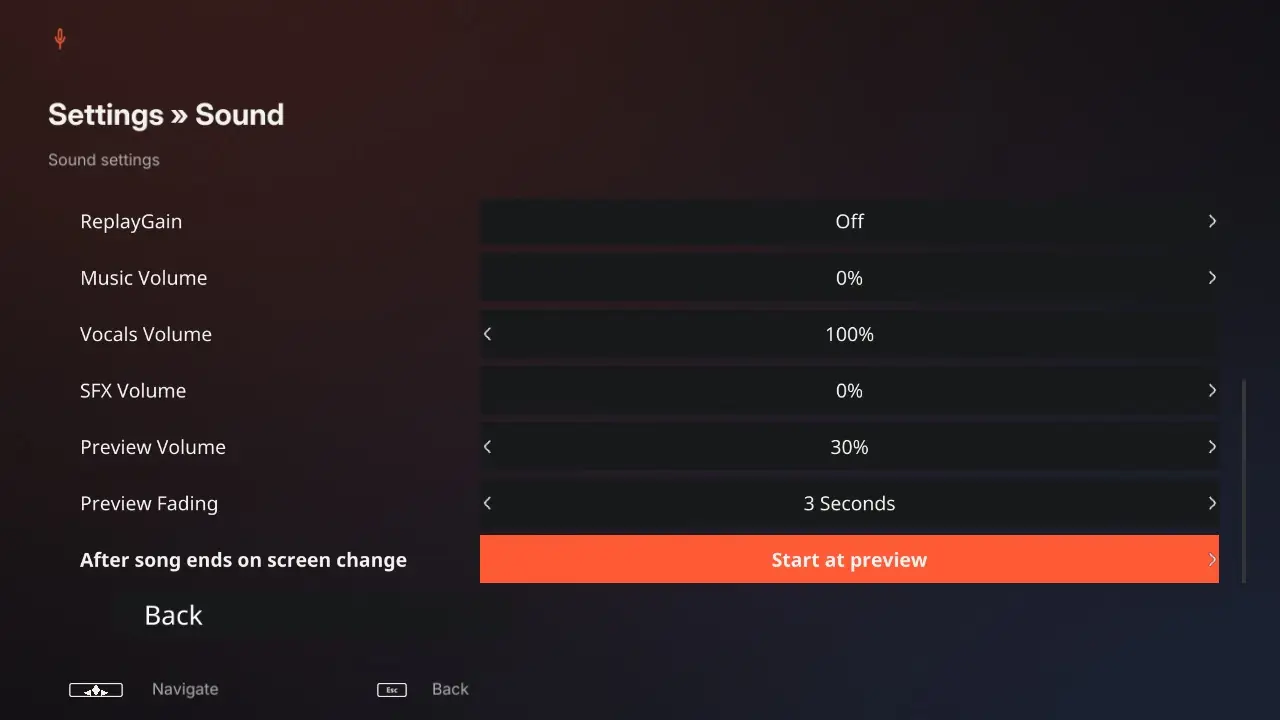 Settings » Sound
Sound settings
ReplayGain Off
Music Volume 0%
Vocals Volume 100%
SFX Volume 0%
Preview Volume 30%
Preview Fading 3 Seconds
After song ends on screen change Start at preview
Back
Navigate Esc Back